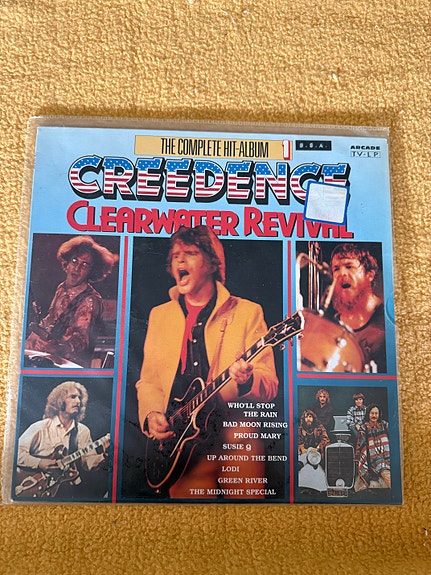 THE COMPLETE HIT-ALBUM 1
B.S.A.
ARCADE
TV-LP
CREEDENCE
CLEARWATER REVIVAL
WHO'LL STOP
THE RAIN
BAD MOON RISING
PROUD MARY
SUSIE Q
UP AROUND THE BEND
LODI
GREEN RIVER
THE MIDNIGHT SPECIAL